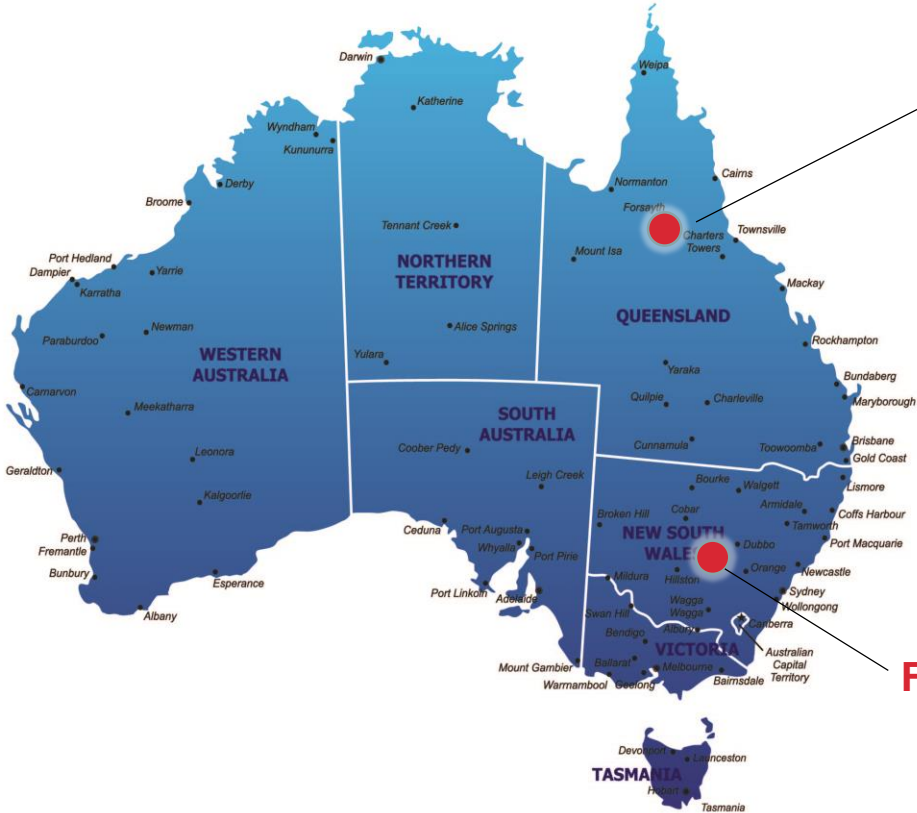 Darwin
Weipa
Katherine
Wyndham
Kununurra
Cairns
Derby
Normanton
Broome
Forsayth
Tennant Creek
Charters
Towers
Townsville
Mount Isa
NORTHERN
TERRITORY
Port Hedland
Dampier
Karratha
Yarrie
Mackay
QUEENSLAND
Newman
Alice Springs
Paraburdoo
Rockhampton
WESTERN
AUSTRALIA
Yulara
Yaraka
Carnarvon
Bundaberg
Maryborough
Meekatharra
Quilpie
Charleville
SOUTH
AUSTRALIA
Coober Pedy
Cunnamula
Toowoomba
Brisbane
Gold Coast
Leonora
Geraldton
Leigh Creek
Bourke
Walgett
Lismore
Kalgoorlie
Armidale
Coffs Harbour
Broken Hill
Cobar
Ceduna
Port Augusta
Tamworth
NEW SOUTH
WALES
Perth
Fremantle
Whyalla
Port Pirie
Dubbo
Port Macquarie
Bunbury
Esperance
Mildura
Hillston
Orange
Newcastle
Port Linkoln
Adelaide
Sydney
Wollongong
Albany
Swan Hill
Wagga
Wagga
Canberra
Bendigo
Albury
VICTORIA
Australian
Capital
Territory
Mount Gambier
Ballarat
Melbourne
Warrnambool
Geelong
Bairnsdale
F
Devonport
Launceston
TASMANIA
Hobart
Tasmania